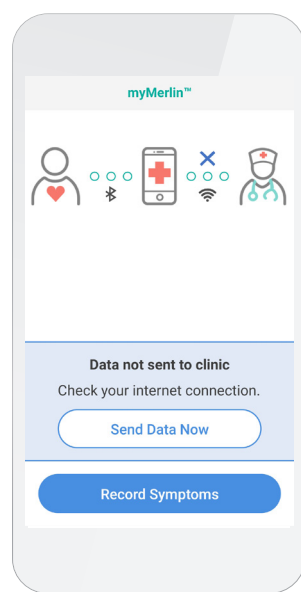 myMerlin™
Data not sent to clinic
Check your internet connection.
Send Data Now
Record Symptoms